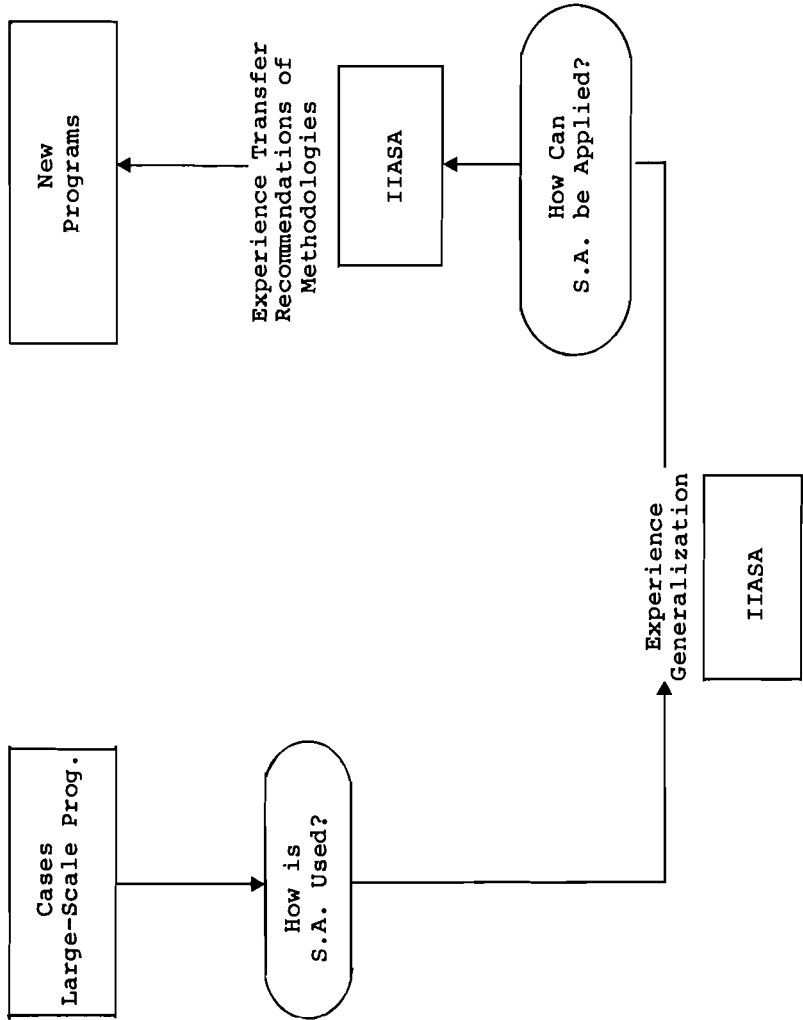 Cases
Large-Scale Prog.
How is
S.A. Used?
Experience
Generalization
IIASA
How Can
S.A. be Applied?
IIASA
Experience Transfer
Recommendations of
Methodologies
New
Programs